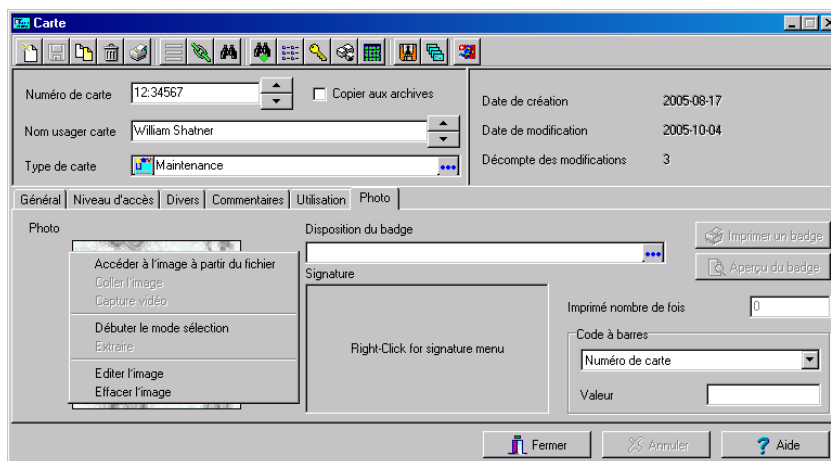 Carte
Numéro de carte
12:34567
Copier aux archives
Nom usager carte
William Shatner
Type de carte
Maintenance
Date de création
2005-08-17
Date de modification
2005-10-04
Décompte des modifications
3
Général
Niveau d'accès
Divers
Commentaires
Utilisation
Photo
Photo
Accéder à l'image à partir du fichier
Coller l'image
Capture vidéo
Débuter le mode sélection
Extraire
Editer l'image
Effacer l'image
Disposition du badge
Signature
Right-Click for signature menu
Imprimer un badge
Aperçu du badge
Imprimé nombre de fois
0
Code à barres
Numéro de carte
Valeur
Fermer
Annuler
Aide